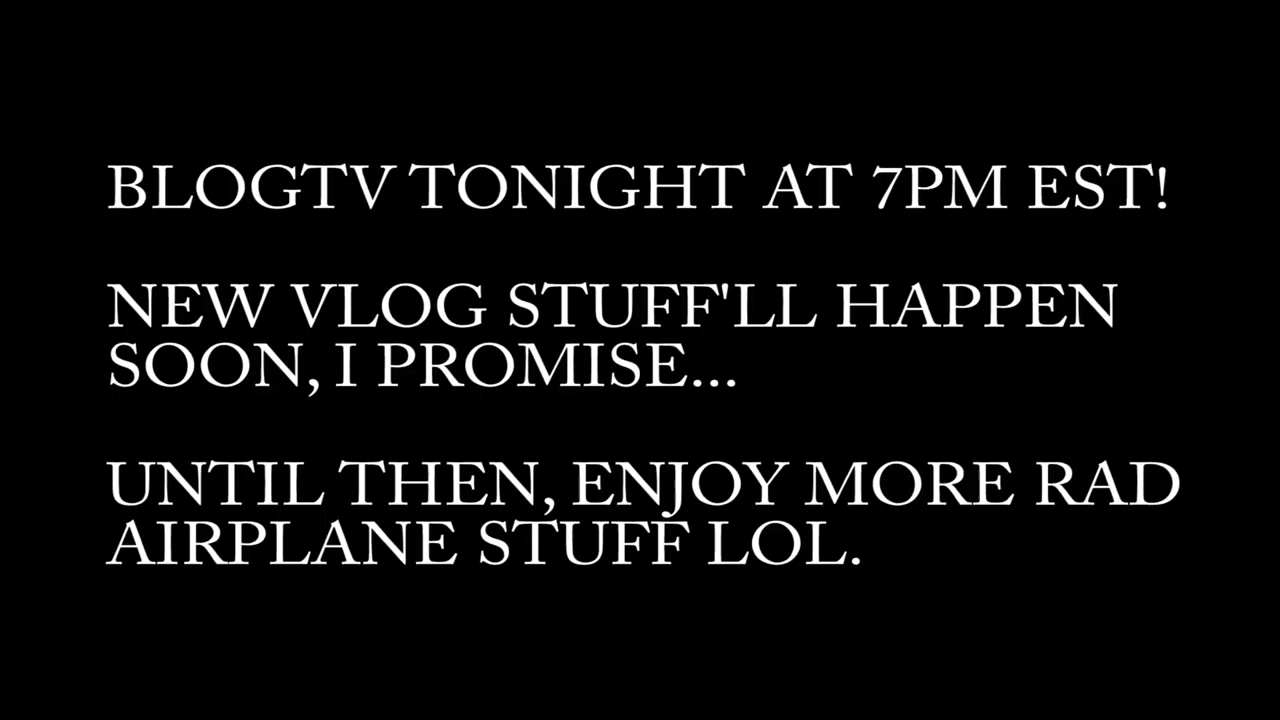 BLOGTV TONIGHT AT 7PM EST!
NEW VLOG STUFF'LL HAPPEN
SOON, I PROMISE...
UNTIL THEN, ENJOY MORE RAD
AIRPLANE STUFF LOL.